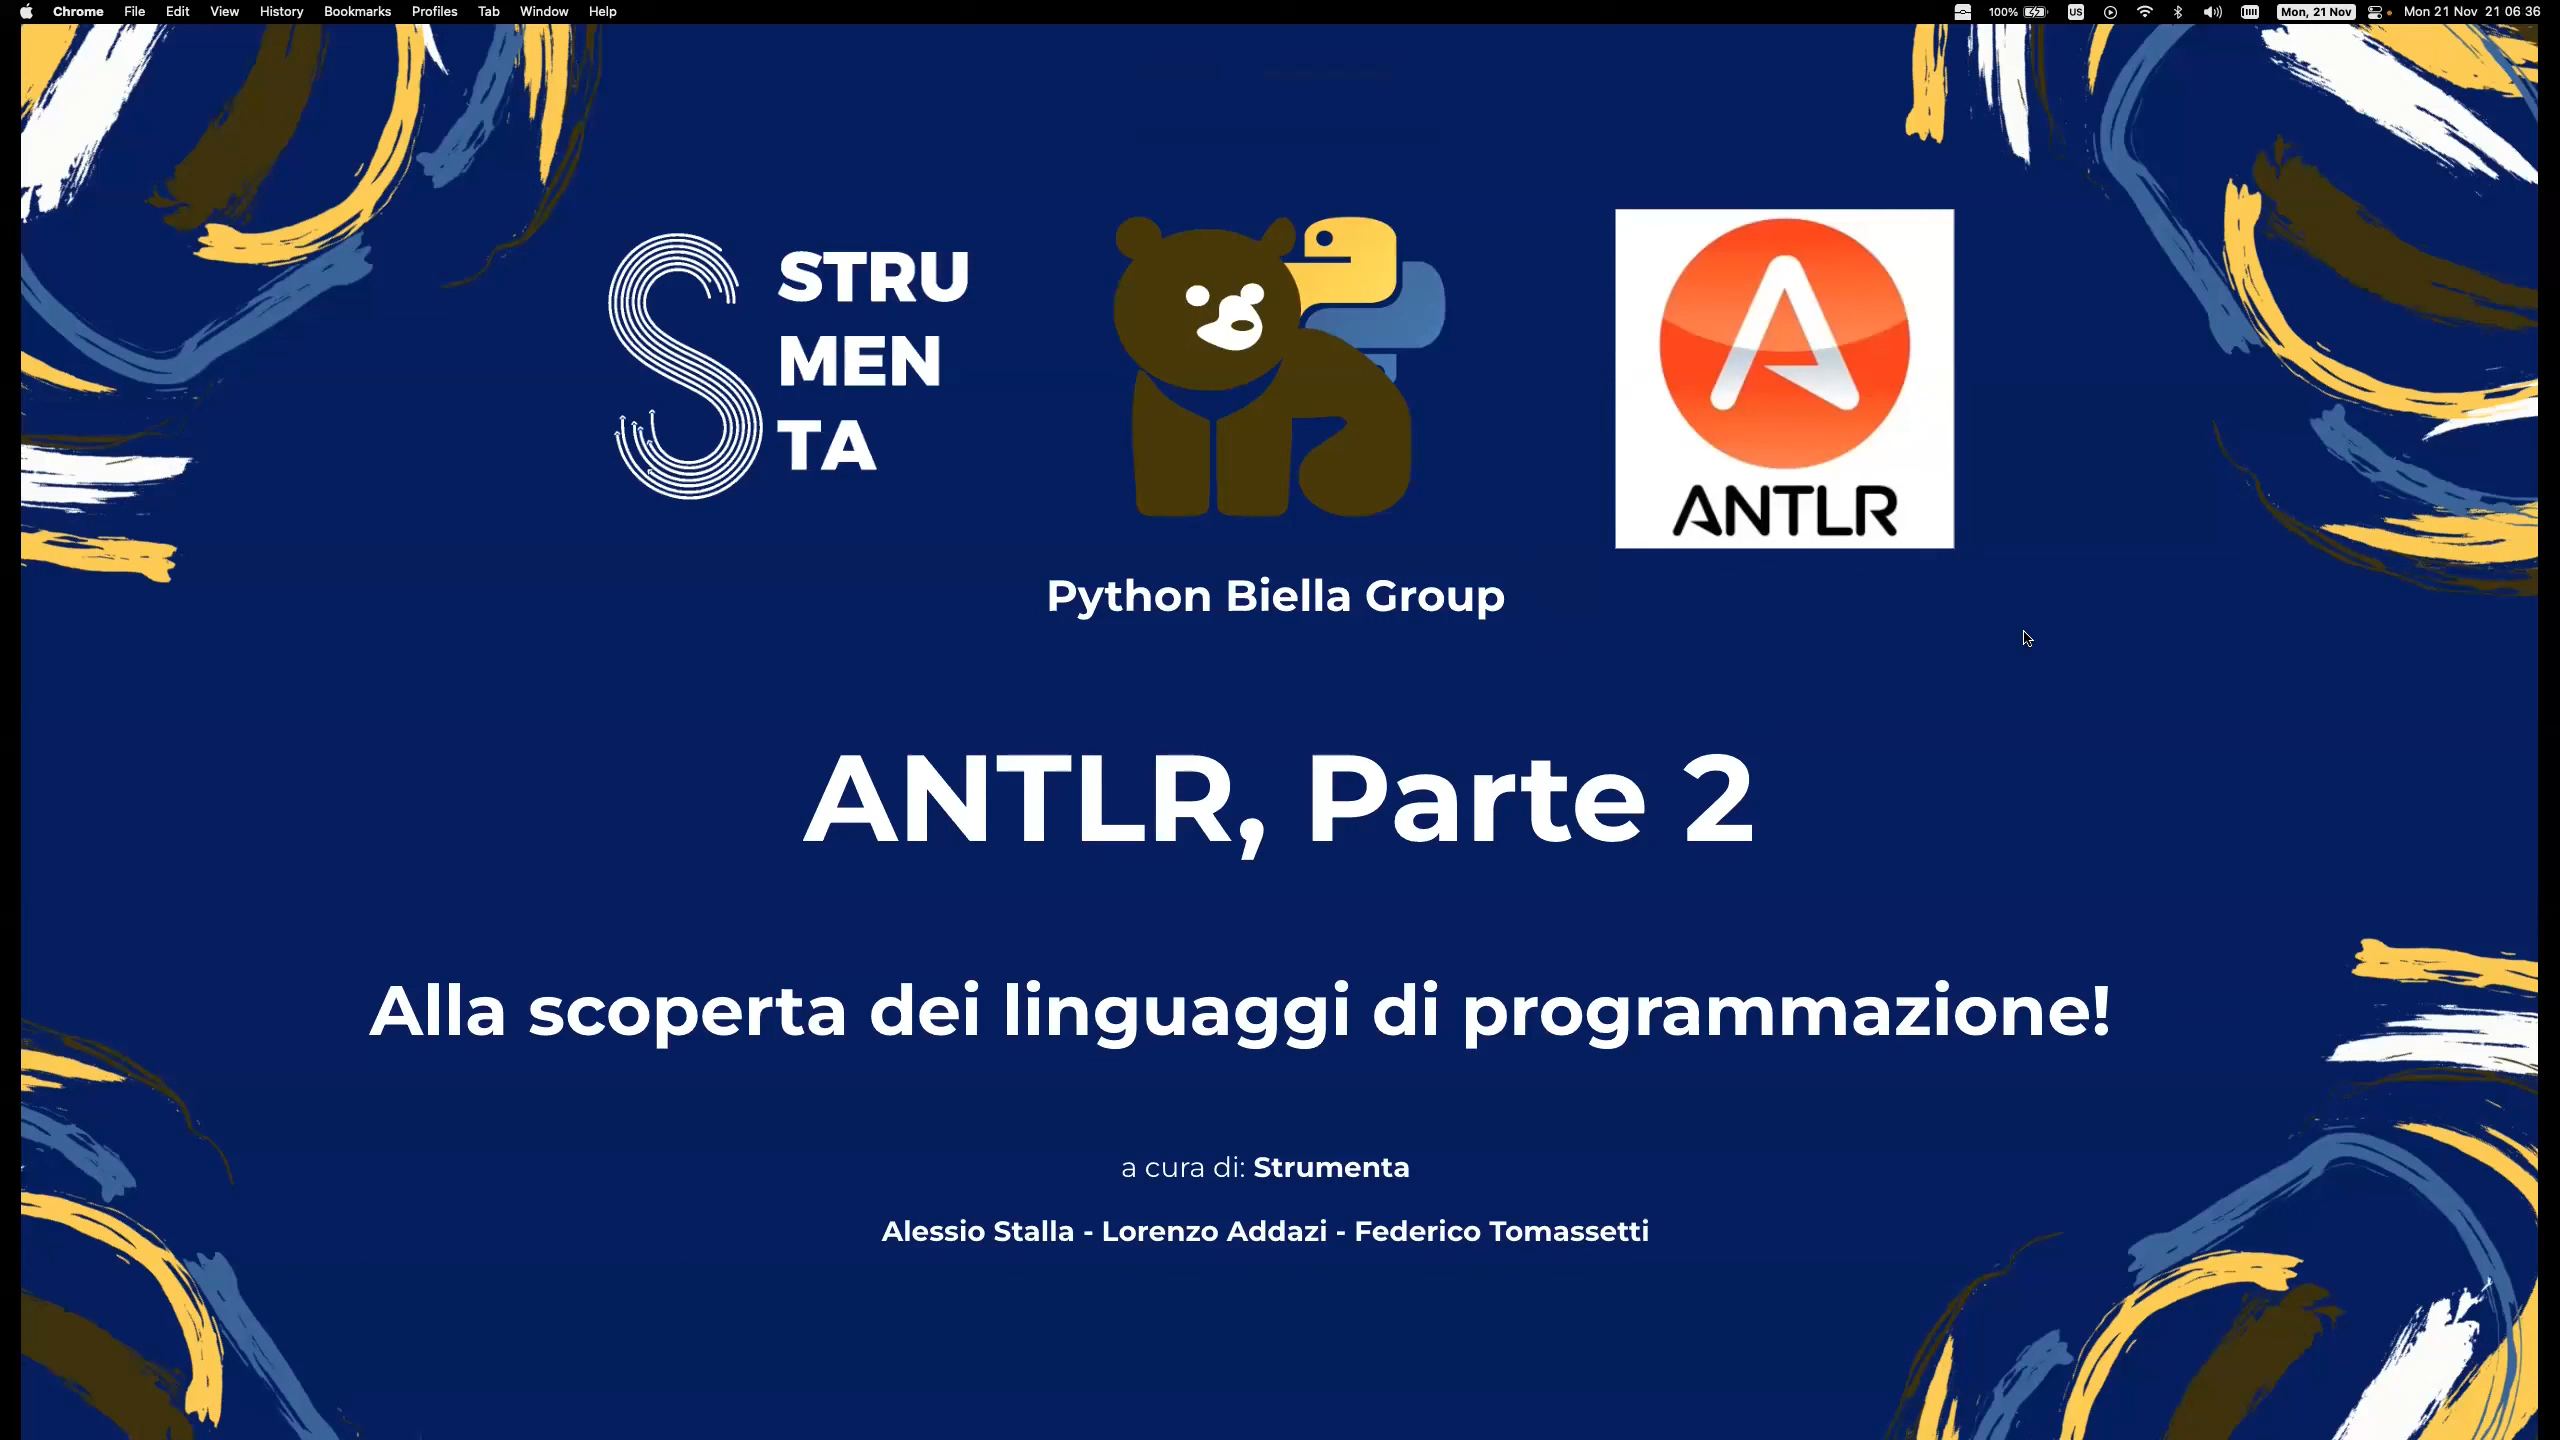 Chrome File Edit View History Bookmarks Profiles Tab Window Help 100% US Mon, 21 Nov Mon 21 Nov 21 06 36
STRU
MEN
TA
ANTLR
Python Biella Group
ANTLR, Parte 2
Alla scoperta dei linguaggi di programmazione!
a cura di: Strumenta
Alessio Stalla - Lorenzo Addazi - Federico Tomassetti